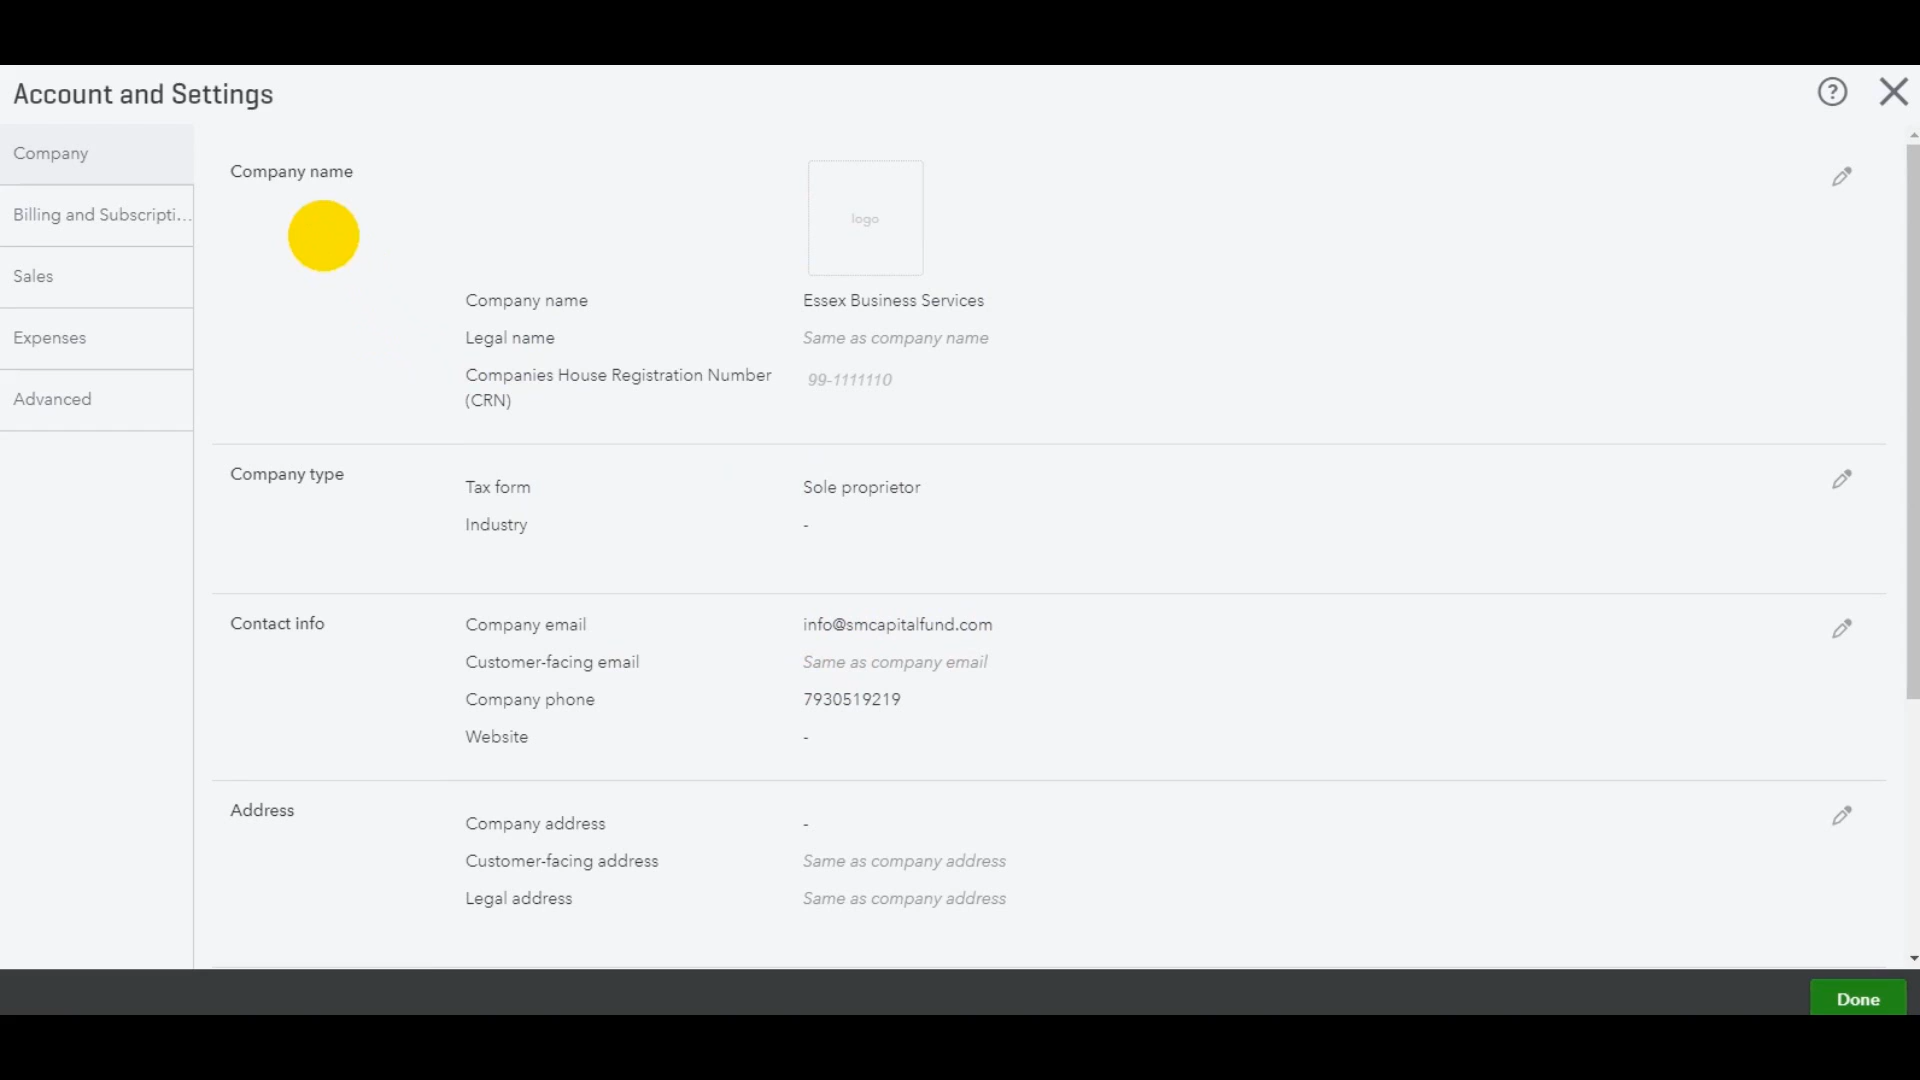 Account and Settings
?
Company
Billing and Subscripti...
Sales
Expenses
Advanced
Company name
logo
Company name Essex Business Services
Legal name Same as company name
Companies House Registration Number
(CRN)
99-1111110
Company type
Tax form Sole proprietor
Industry -
Contact info
Company email info@smcapitalfund.com
Customer-facing email Same as company email
Company phone 7930519219
Website -
Address
Company address -
Customer-facing address Same as company address
Legal address Same as company address
Done